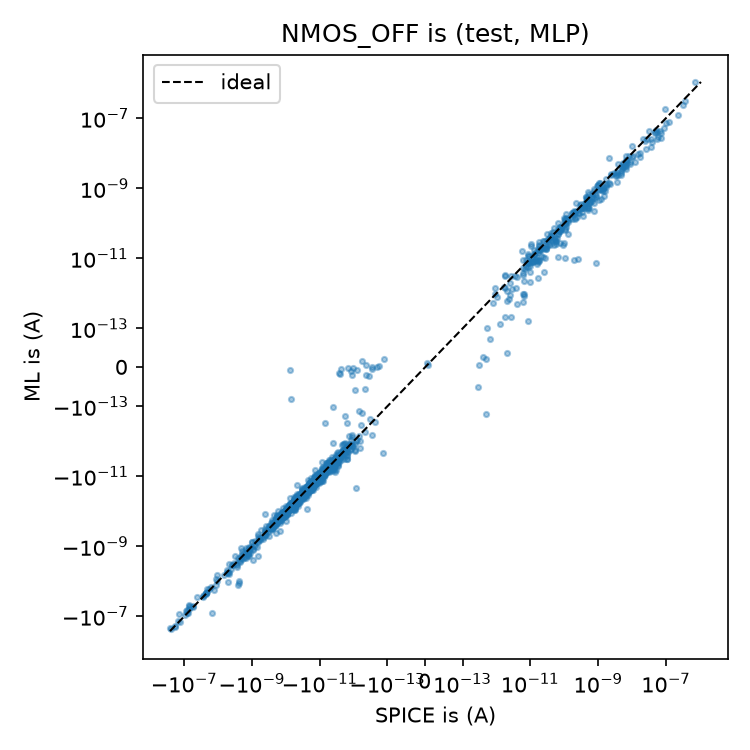 NMOS_OFF is (test, MLP)
ideal
10⁻⁷
10⁻⁹
10⁻¹¹
10⁻¹³
0
−10⁻¹³
−10⁻¹¹
−10⁻⁹
−10⁻⁷
ML is (A)
−10⁻⁷ −10⁻⁹ −10⁻¹¹ −10⁻¹³ 0 10⁻¹³ 10⁻¹¹ 10⁻⁹ 10⁻⁷
SPICE is (A)